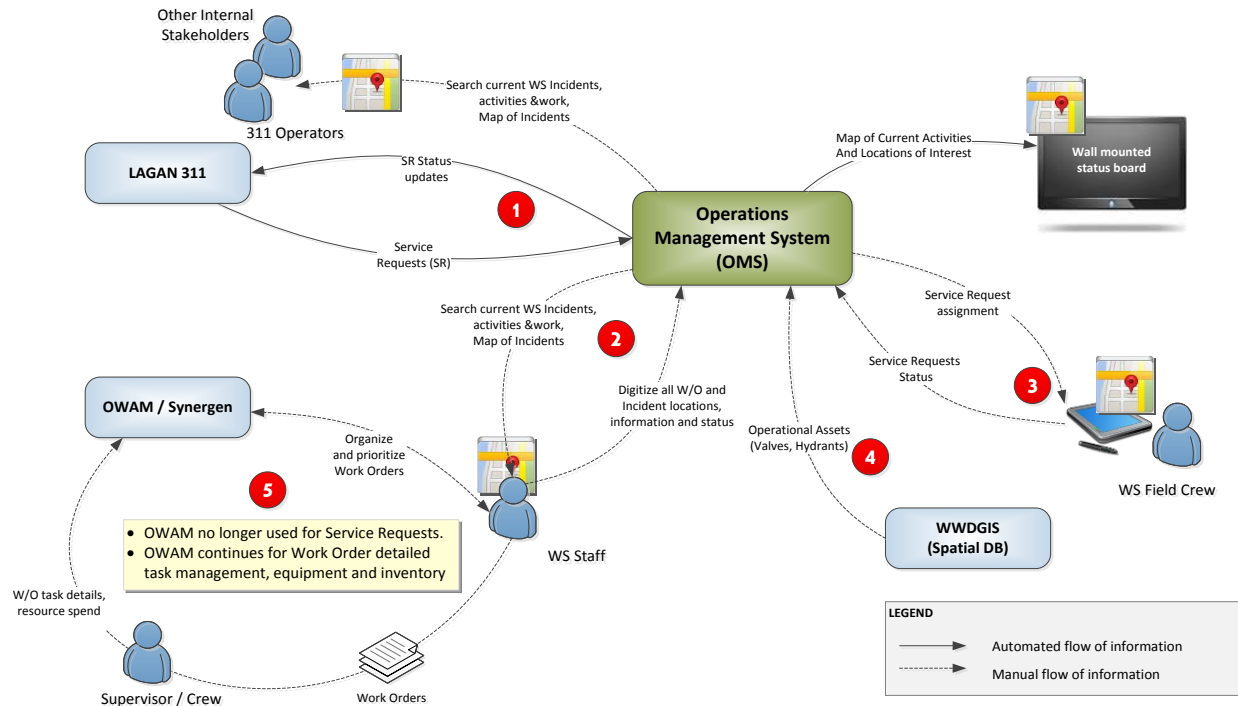 Other Internal
Stakeholders
311 Operators
Search current WS Incidents,
activities &work,
Map of Incidents
Map of Current Activities
And Locations of Interest
Wall mounted
status board
LAGAN 311
SR Status
updates
1
Service
Requests (SR)
Operations
Management System
(OMS)
Search current WS Incidents,
activities &work,
Map of Incidents
2
Service Request
assignment
Service Requests
Status
3
WS Field Crew
Digitize all W/O and
Incident locations,
information and status
Operational Assets
(Valves, Hydrants)
4
OWAM / Synergen
Organize
and prioritize
Work Orders
5
• OWAM no longer used for Service Requests.
• OWAM continues for Work Order detailed
task management, equipment and inventory
WS Staff
WWDGIS
(Spatial DB)
W/O task details,
resource spend
Supervisor / Crew
Work Orders
LEGEND
Automated flow of information
Manual flow of information